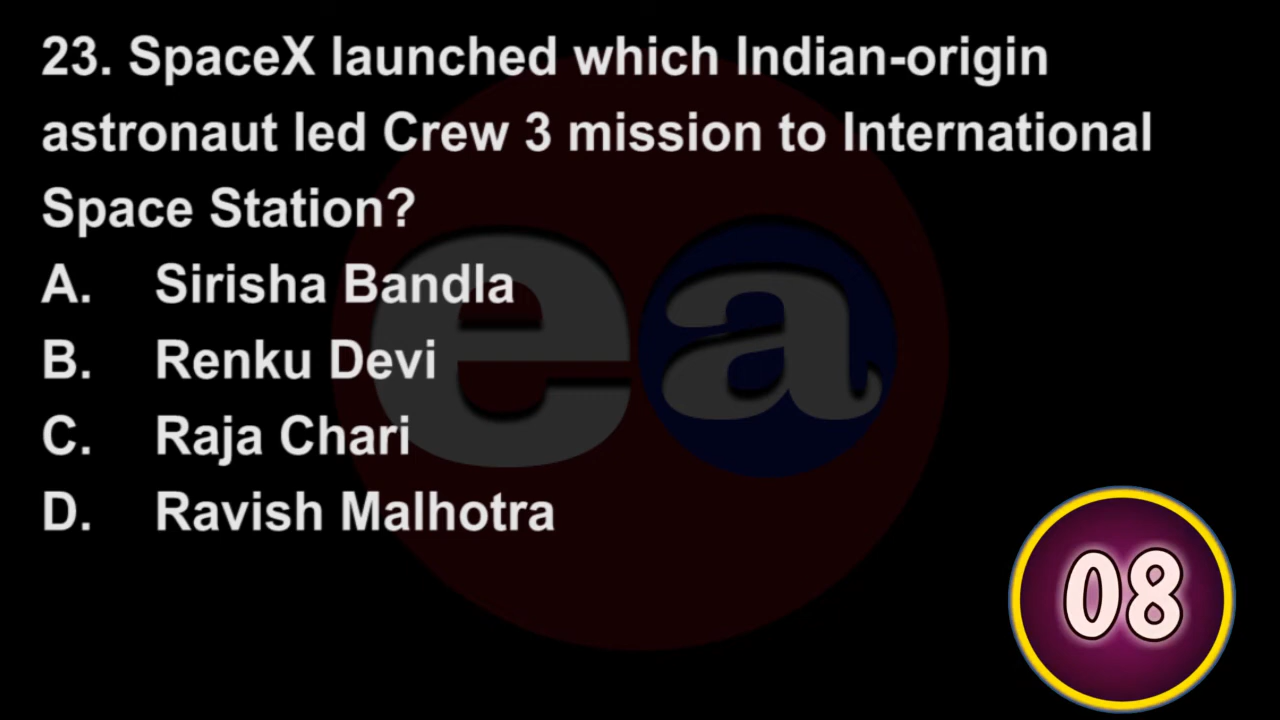 23. SpaceX launched which Indian-origin
astronaut led Crew 3 mission to International
Space Station?
A. Sirisha Bandla
B. Renku Devi
C. Raja Chari
D. Ravish Malhotra
ea
08